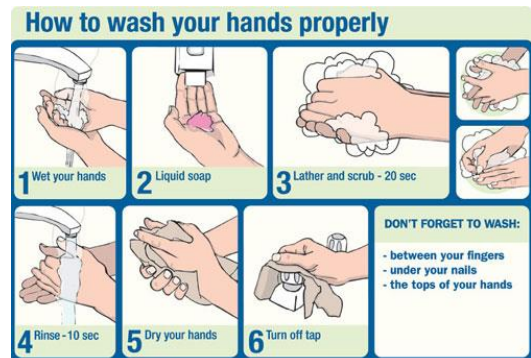 How to wash your hands properly
1 Wet your hands
2 Liquid soap
3 Lather and scrub - 20 sec
4 Rinse - 10 sec
5 Dry your hands
6 Turn off tap
DON'T FORGET TO WASH:
- between your fingers
- under your nails
- the tops of your hands